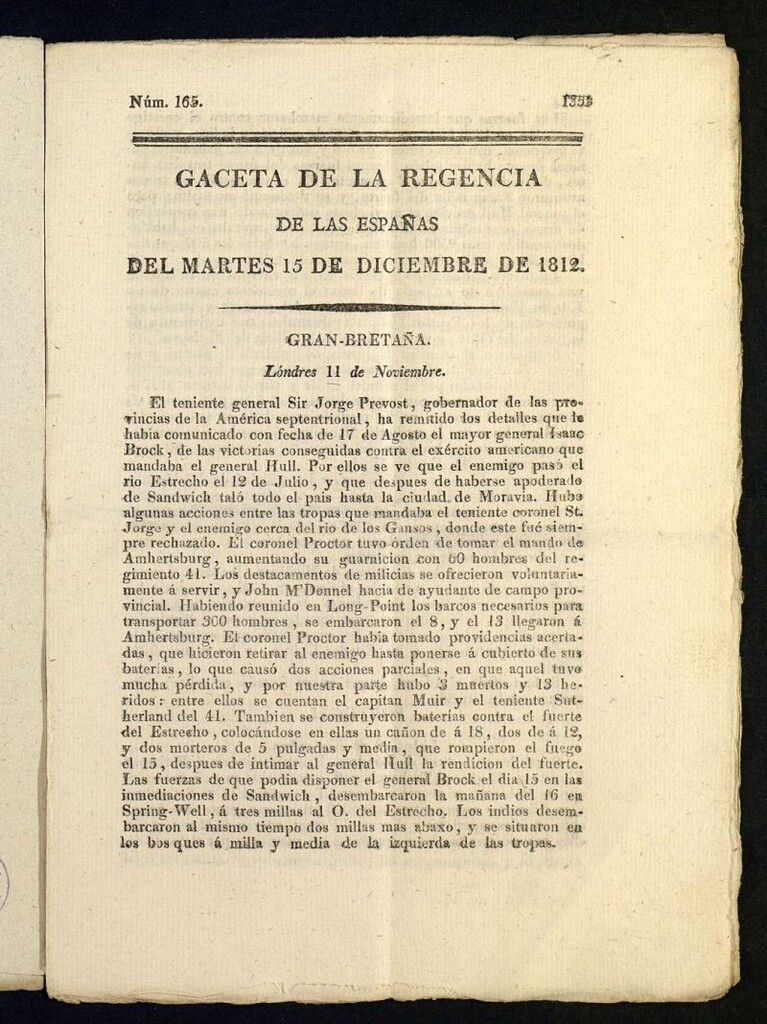 Núm. 165. 1353
GACETA DE LA REGENCIA
DE LAS ESPAÑAS
DEL MARTES 15 DE DICIEMBRE DE 1812.
GRAN-BRETAÑA.
Lóndres 11 de Noviembre.
El teniente general Sir Jorge Prevost, gobernador de las pro-
vincias de la América septentrional, ha remitido los detalles que le
habia comunicado con fecha de 17 de Agosto el mayor general Isaac
Brock, de las victorias conseguidas contra el exército americano que
mandaba el general Hull. Por ellos se ve que el enemigo pasó el
rio Estrecho el 12 de Julio, y que despues de haberse apoderado
de Sandwich taló todo el pais hasta la ciudad de Moravia. Hubo
algunas acciones entre las tropas que mandaba el teniente coronel St.
Jorge y el enemigo cerca del rio de los Gansos, donde este fué siem-
pre rechazado. El coronel Proctor tuvo órden de tomar el mando de
Amhertsburg, aumentando su guarnicion con 60 hombres del re-
gimiento 41. Los destacamentos de milicias se ofrecieron voluntaria-
mente á servir, y John M'Donnel hacia de ayudante de campo pro-
vincial. Habiendo reunido en Long-Point los barcos necesarios para
transportar 300 hombres, se embarcaron el 8, y el 13 llegaron á
Amhertsburg. El coronel Proctor habia tomado providencias acerta-
das, que hicieron retirar al enemigo hasta ponerse á cubierto de sus
baterías, lo que causó dos acciones parciales, en que aquel tuvo
mucha pérdida, y por nuestra parte hubo 3 muertos y 13 he-
ridos: entre ellos se cuentan el capitan Muir y el teniente Sut-
herland del 41. Tambien se construyeron baterías contra el fuerte
del Estrecho, colocándose en ellas un cañon de á 18, dos de á 12,
y dos morteros de 5 pulgadas y media, que rompieron el fuego
el 15, despues de intimar al general Hull la rendicion del fuerte.
Las fuerzas de que podia disponer el general Brock el dia 15 en las
inmediaciones de Sandwich, desembarcaron la mañana del 16 en
Spring-Well, á tres millas al O. del Estrecho. Los indios desem-
barcaron al mismo tiempo dos millas mas abaxo, y se situaron en
los bosques á milla y media de la izquierda de las tropas.